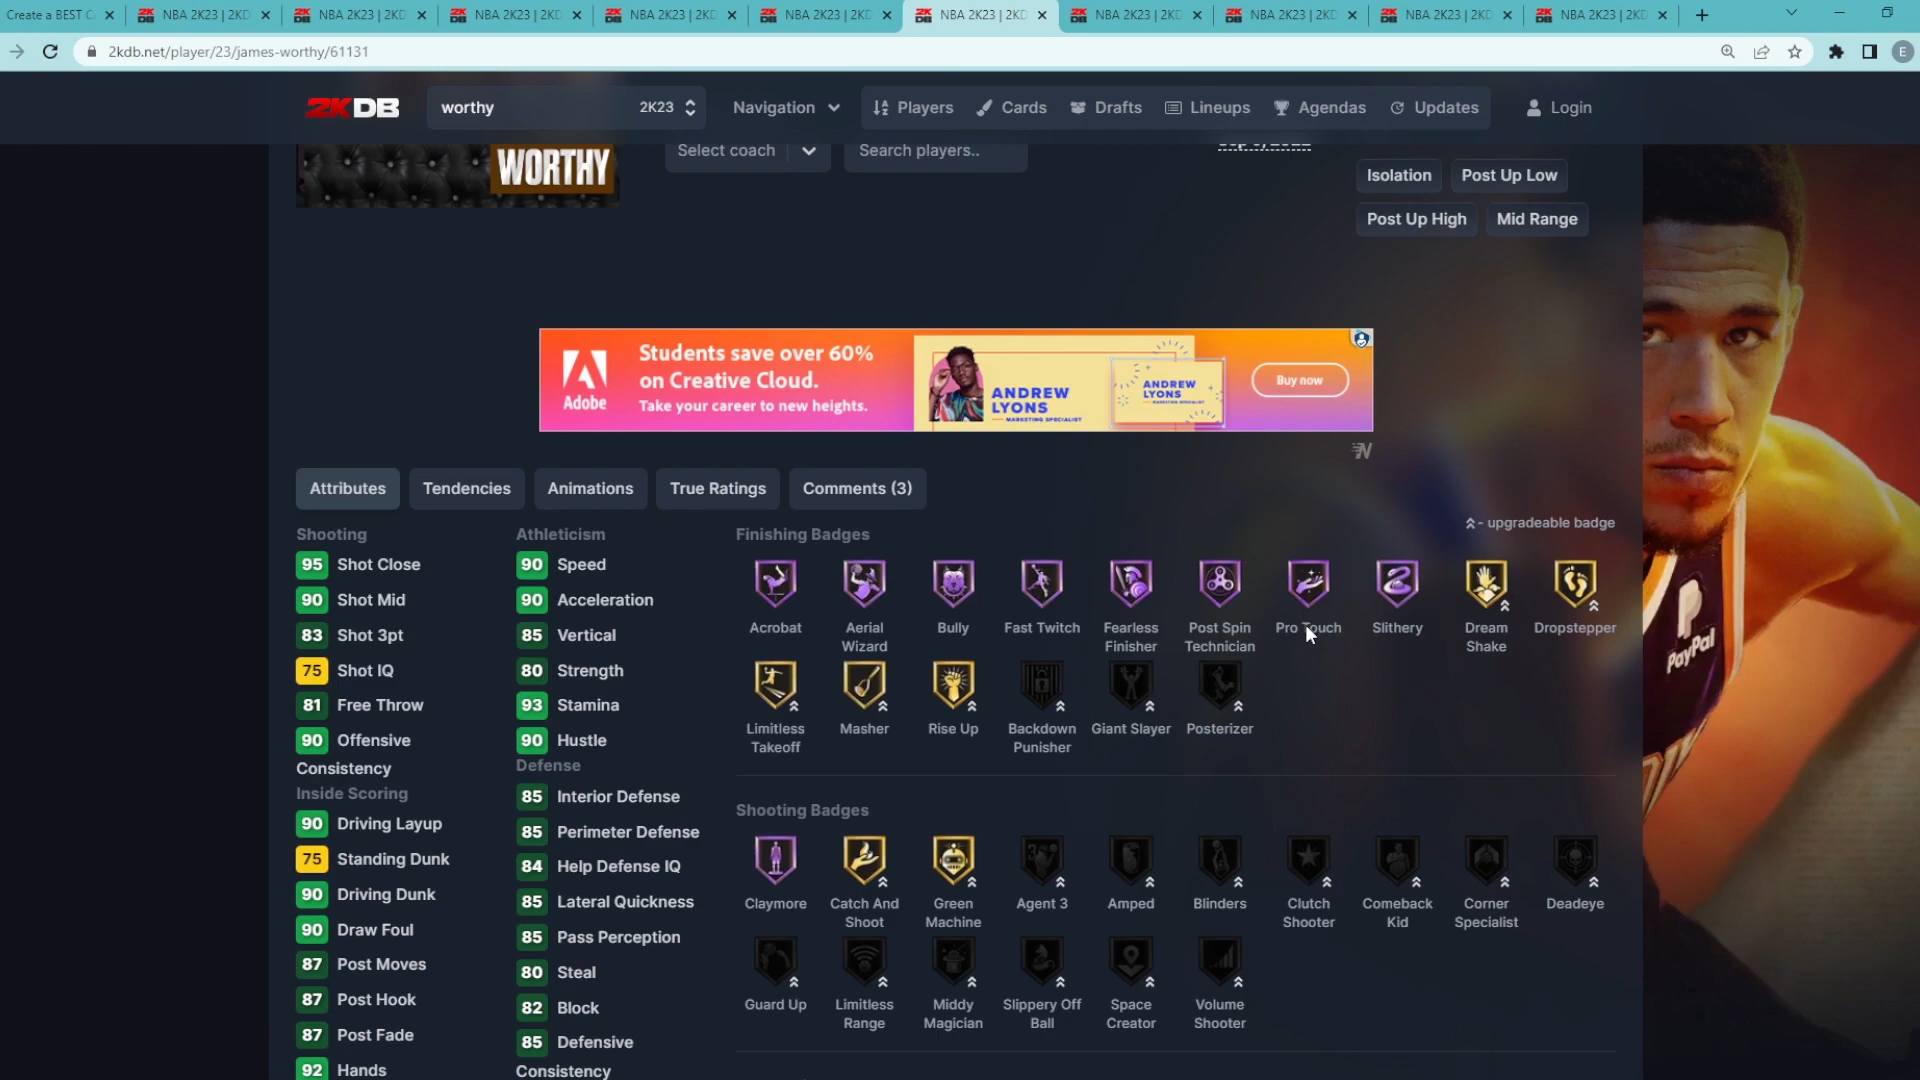 Create a BEST C
NBA 2K23 | 2KD
NBA 2K23 | 2KD
NBA 2K23 | 2KD
NBA 2K23 | 2KD
NBA 2K23 | 2KD
NBA 2K23 | 2KD
NBA 2K23 | 2KD
NBA 2K23 | 2KD
NBA 2K23 | 2KD
NBA 2K23 | 2KD
2kdb.net/player/23/james-worthy/61131
E
2KDB
worthy
2K23
Navigation
Players
Cards
Drafts
Lineups
Agendas
Updates
Login
WORTHY
Select coach
Search players..
Isolation
Post Up Low
Post Up High
Mid Range
Adobe
Students save over 60%
on Creative Cloud.
Take your career to new heights.
ANDREW
LYONS
MARKETING SPECIALIST
ANDREW
LYONS
Buy now
Attributes
Tendencies
Animations
True Ratings
Comments (3)
- upgradeable badge
Shooting
95 Shot Close
90 Shot Mid
83 Shot 3pt
75 Shot IQ
81 Free Throw
90 Offensive
Consistency
Inside Scoring
90 Driving Layup
75 Standing Dunk
90 Driving Dunk
90 Draw Foul
87 Post Moves
87 Post Hook
87 Post Fade
92 Hands
Athleticism
90 Speed
90 Acceleration
85 Vertical
80 Strength
93 Stamina
90 Hustle
Defense
85 Interior Defense
85 Perimeter Defense
84 Help Defense IQ
85 Lateral Quickness
85 Pass Perception
80 Steal
82 Block
85 Defensive
Consistency
Finishing Badges
Acrobat
Aerial
Wizard
Bully
Fast Twitch
Fearless
Finisher
Post Spin
Technician
Pro Touch
Slithery
Dream
Shake
Dropstepper
Limitless
Takeoff
Masher
Rise Up
Backdown
Punisher
Giant Slayer
Posterizer
Shooting Badges
Claymore
Catch And
Shoot
Green
Machine
Agent 3
Amped
Blinders
Clutch
Shooter
Comeback
Kid
Corner
Specialist
Deadeye
Guard Up
Limitless
Range
Middy
Magician
Slippery Off
Ball
Space
Creator
Volume
Shooter
PayPal